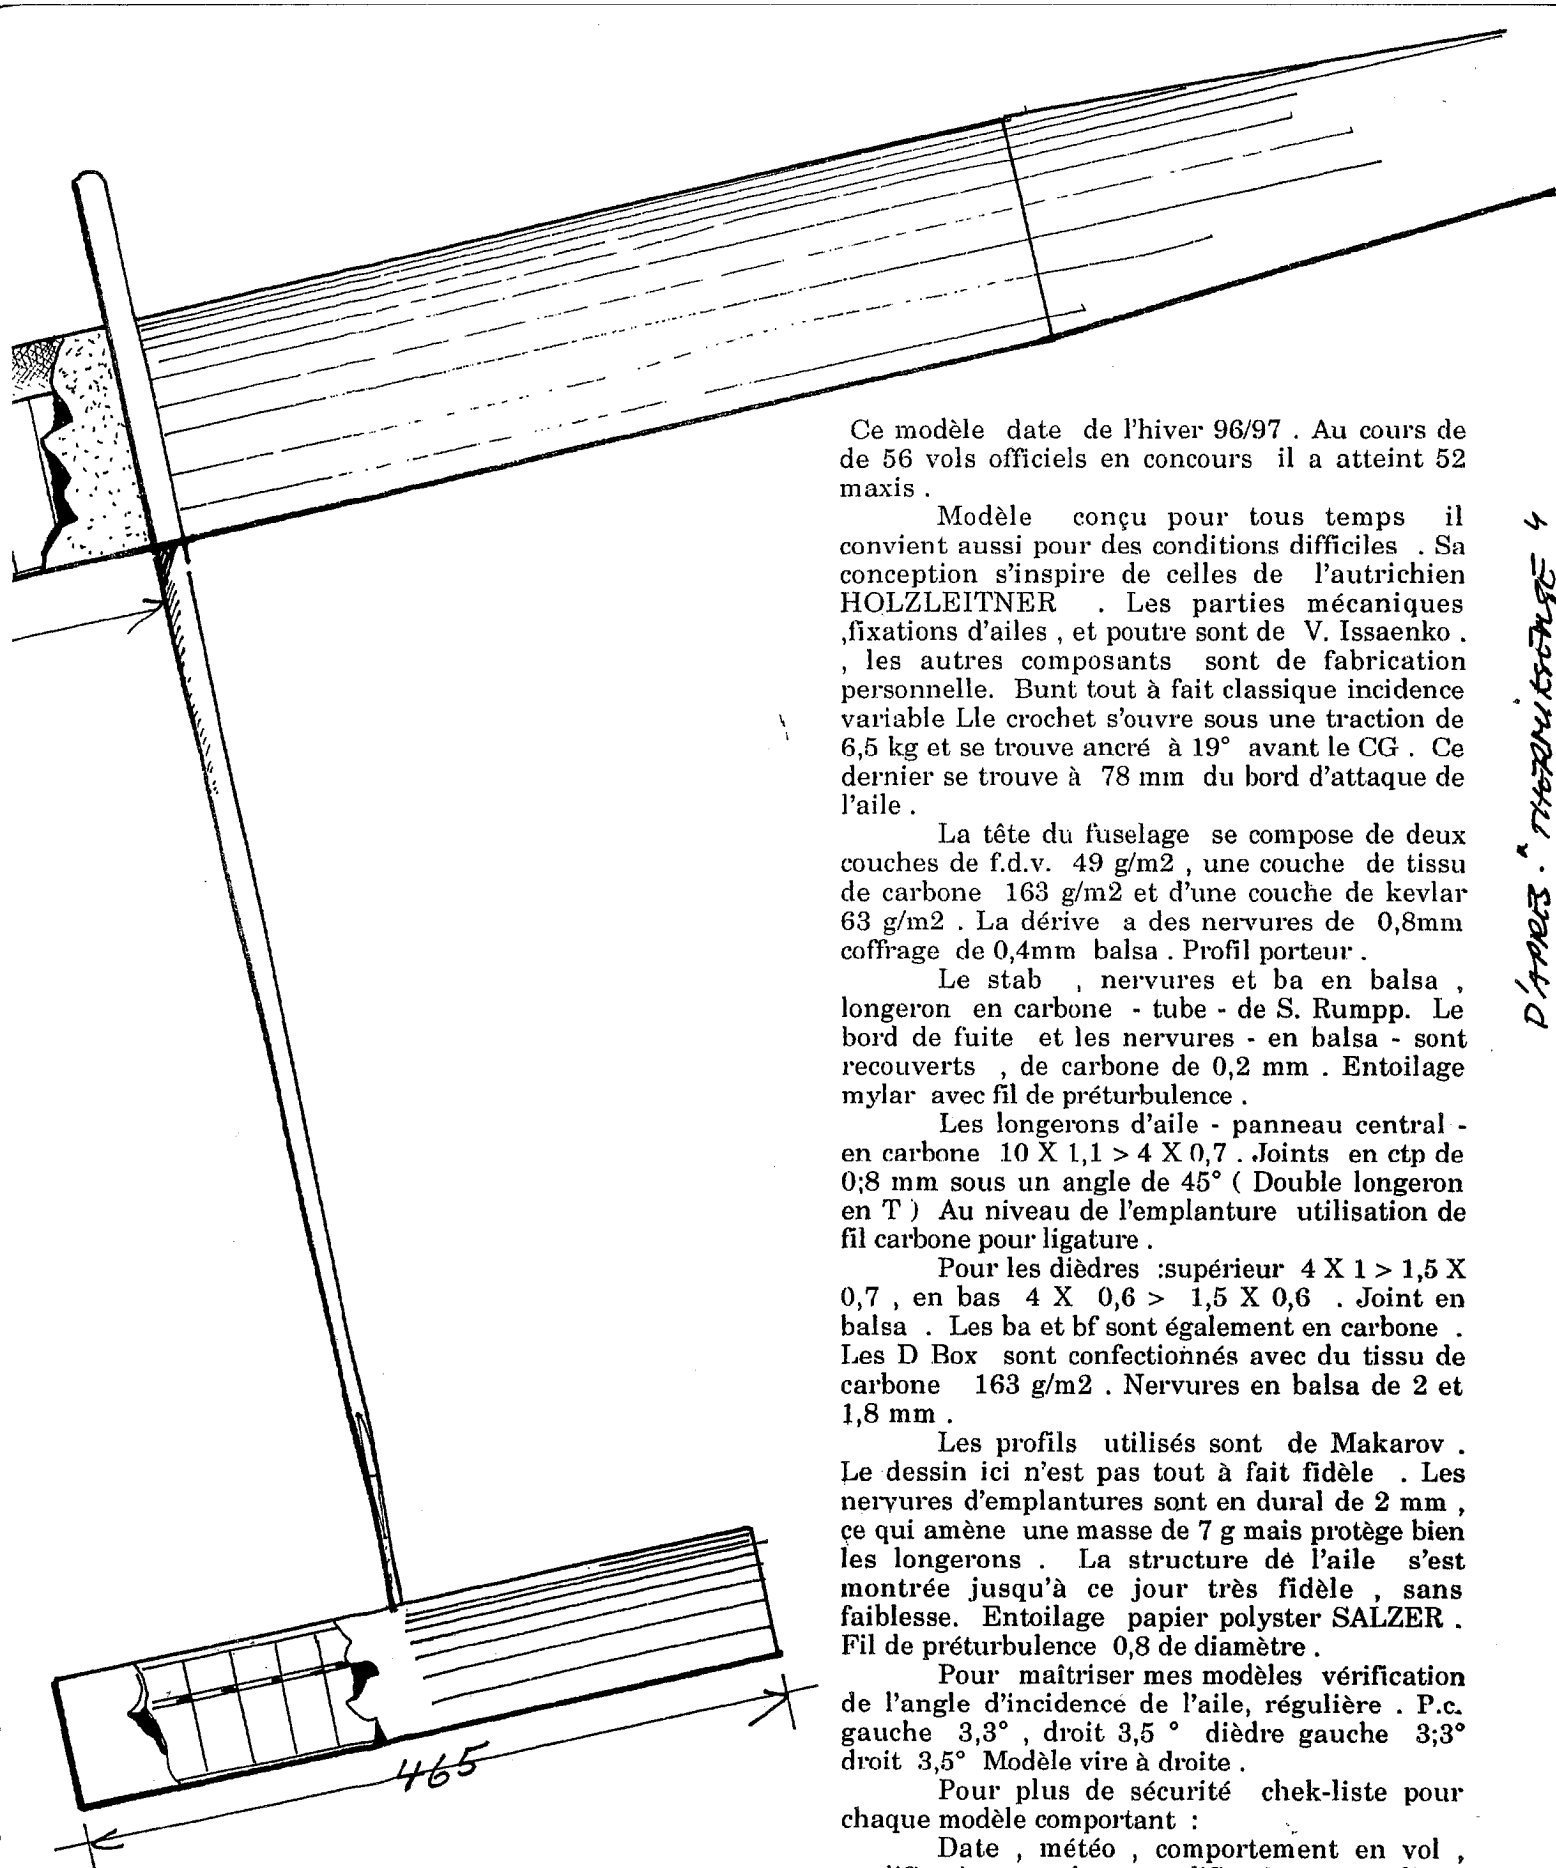 Ce modèle date de l'hiver 96/97 . Au cours de
de 56 vols officiels en concours il a atteint 52
maxis .
Modèle conçu pour tous temps il
convient aussi pour des conditions difficiles . Sa
conception s'inspire de celles de l'autrichien
HOLZLEITNER . Les parties mécaniques
,fixations d'ailes , et poutre sont de V. Issaenko .
, les autres composants sont de fabrication
personnelle. Bunt tout à fait classique incidence
variable Lle crochet s'ouvre sous une traction de
6,5 kg et se trouve ancré à 19° avant le CG . Ce
dernier se trouve à 78 mm du bord d'attaque de
l'aile .
La tête du fuselage se compose de deux
couches de f.d.v. 49 g/m2 , une couche de tissu
de carbone 163 g/m2 et d'une couche de kevlar
63 g/m2 . La dérive a des nervures de 0,8mm
coffrage de 0,4mm balsa . Profil porteur .
Le stab , nervures et ba en balsa ,
longeron en carbone - tube - de S. Rumpp. Le
bord de fuite et les nervures - en balsa - sont
recouverts , de carbone de 0,2 mm . Entoilage
mylar avec fil de préturbulence .
Les longerons d'aile - panneau central -
en carbone 10 X 1,1 > 4 X 0,7 . Joints en ctp de
0;8 mm sous un angle de 45° ( Double longeron
en T ) Au niveau de l'emplanture utilisation de
fil carbone pour ligature .
Pour les dièdres :supérieur 4 X 1 > 1,5 X
0,7 , en bas 4 X 0,6 > 1,5 X 0,6 . Joint en
balsa . Les ba et bf sont également en carbone .
Les D Box sont confectionnés avec du tissu de
carbone 163 g/m2 . Nervures en balsa de 2 et
1,8 mm .
Les profils utilisés sont de Makarov .
Le dessin ici n'est pas tout à fait fidèle . Les
nervures d'emplantures sont en dural de 2 mm ,
ce qui amène une masse de 7 g mais protège bien
les longerons . La structure de l'aile s'est
montrée jusqu'à ce jour très fidèle , sans
faiblesse. Entoilage papier polyster SALZER .
Fil de préturbulence 0,8 de diamètre .
Pour maîtriser mes modèles vérification
de l'angle d'incidence de l'aile, régulière . P.c.
gauche 3,3° , droit 3,5 ° dièdre gauche 3;3°
droit 3,5° Modèle vire à droite .
Pour plus de sécurité chek-liste pour
chaque modèle comportant :
Date , météo , comportement en vol ,
465
D'APRES